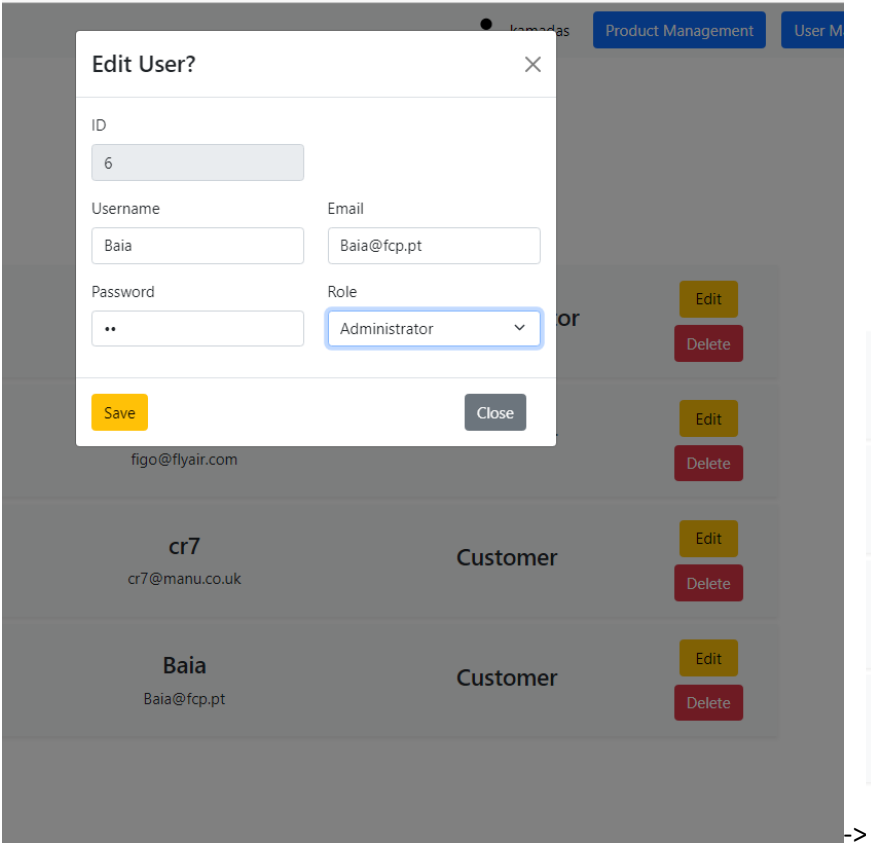 kamadas Product Management User M
Edit User?
ID
6
Username Email
Baia Baia@fcp.pt
Password Role
•• Administrator
or
Edit
Delete
Save Close
Edit
figo@flyair.com
Delete
cr7
cr7@manu.co.uk
Customer
Edit
Delete
Baia
Baia@fcp.pt
Customer
Edit
Delete
->